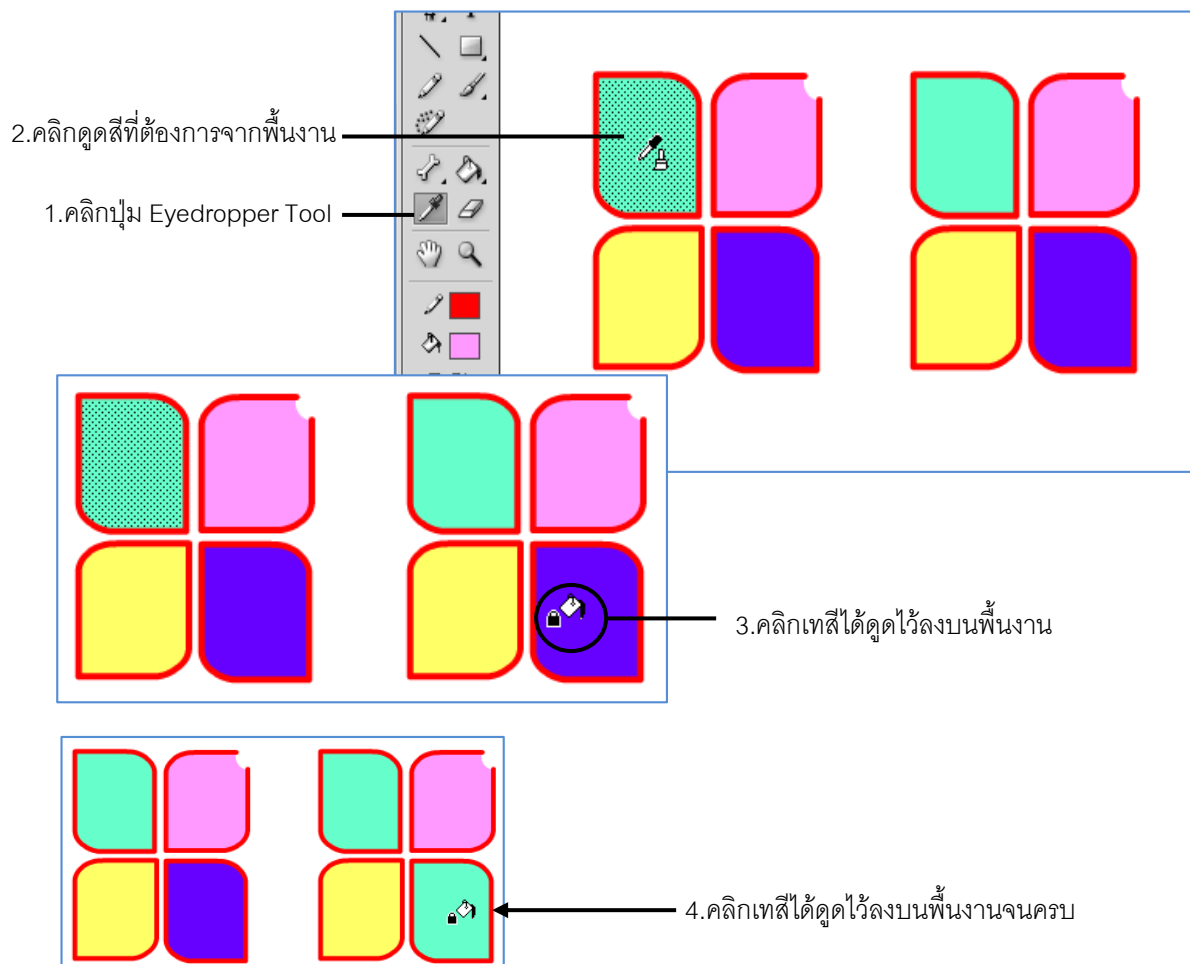 2.คลิกดูดสีที่ต้องการจากพื้นงาน
1.คลิกปุ่ม Eyedropper Tool
3.คลิกเทสีได้ดูดไว้ลงบนพื้นงาน
4.คลิกเทสีได้ดูดไว้ลงบนพื้นงานจนครบ